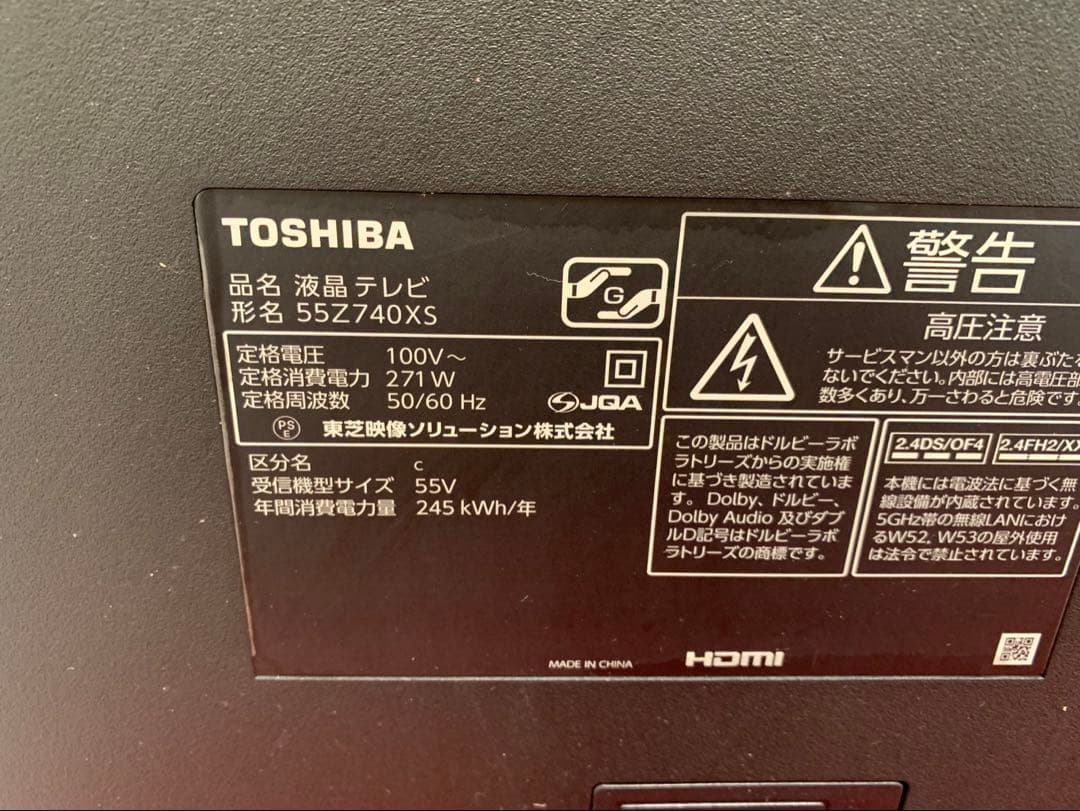 TOSHIBA
品名 液晶テレビ
形名 55Z740XS
G
定格電圧 100V～
定格消費電力 271W
定格周波数 50/60 Hz
JQA
PS
E
東芝映像ソリューション株式会社
区分名 c
受信機型サイズ 55V
年間消費電力量 245 kWh/年
警告
高圧注意
サービスマン以外の方は裏ぶたを
ないでください。内部には高電圧部
数多くあり、万一さわると危険です。
この製品はドルビーラボ
ラトリーズからの実施権
に基づき製造されていま
す。Dolby、ドルビー、
Dolby Audio 及びダブ
ルD記号はドルビーラボ
ラトリーズの商標です。
2.4DS/OF4
2.4FH2/XX
本機には電波法に基づく無
線設備が内蔵されています。
5GHz帯の無線LANにおけ
るW52, W53の屋外使用
は法令で禁止されています。
MADE IN CHINA
HDMI